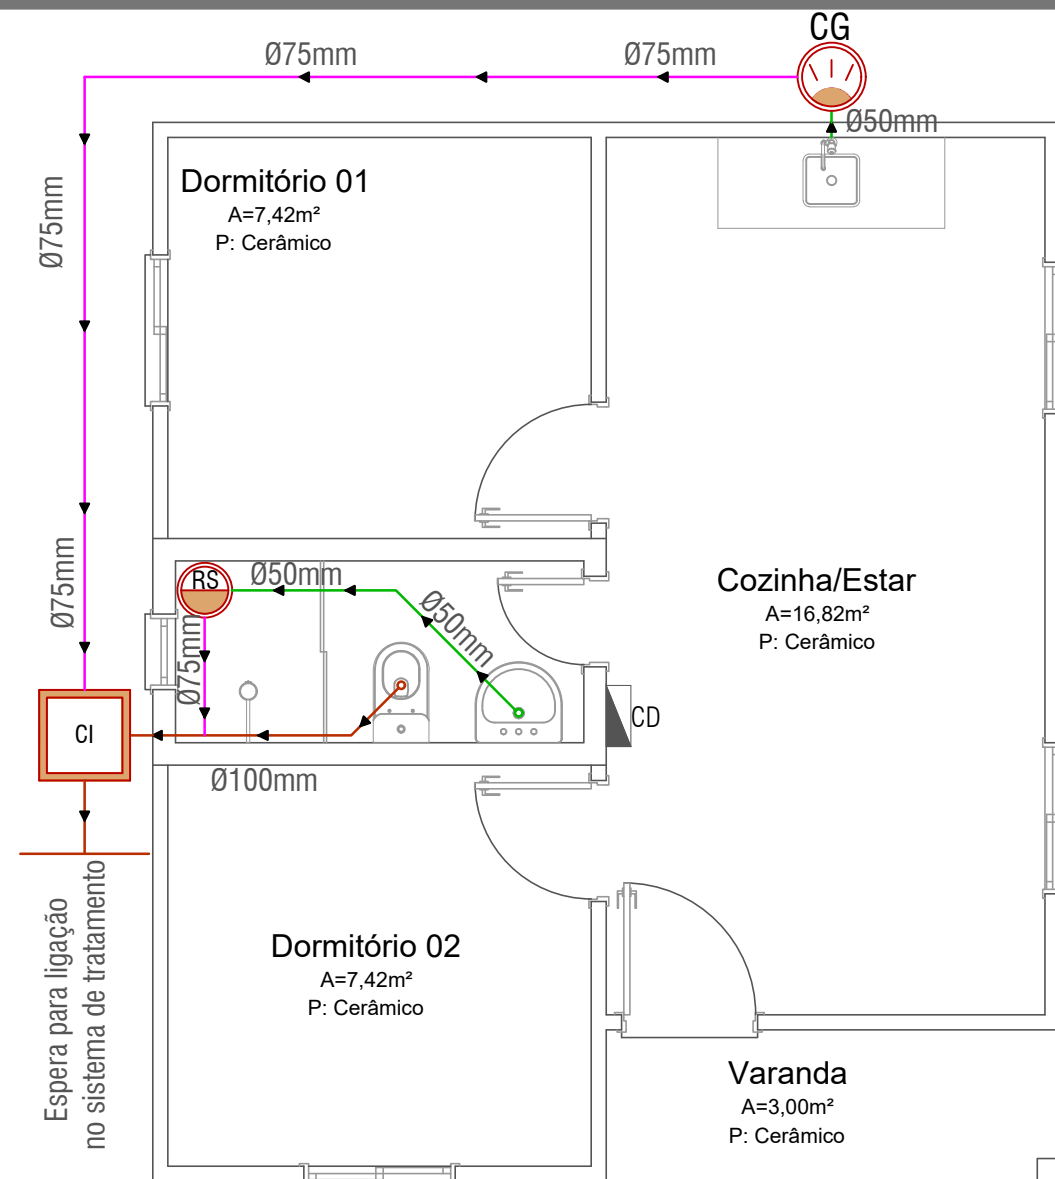 CG
Ø75mm
Ø75mm
Ø50mm
Dormitório 01
A=7,42m²
P: Cerâmico
Ø75mm
Ø75mm
RS
Ø50mm
Ø50mm
Ø75mm
Cozinha/Estar
A=16,82m²
P: Cerâmico
CI
CD
Ø100mm
Espera para ligação
no sistema de tratamento
Dormitório 02
A=7,42m²
P: Cerâmico
Varanda
A=3,00m²
P: Cerâmico